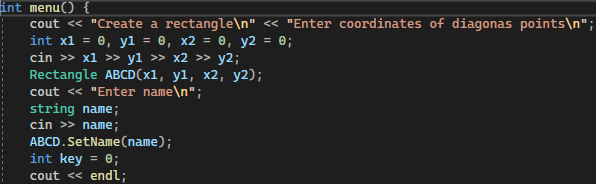 int menu() {
cout << "Create a rectangle\n" << "Enter coordinates of diagonas points\n";
int x1 = 0, y1 = 0, x2 = 0, y2 = 0;
cin >> x1 >> y1 >> x2 >> y2;
Rectangle ABCD(x1, y1, x2, y2);
cout << "Enter name\n";
string name;
cin >> name;
ABCD.SetName(name);
int key = 0;
cout << endl;